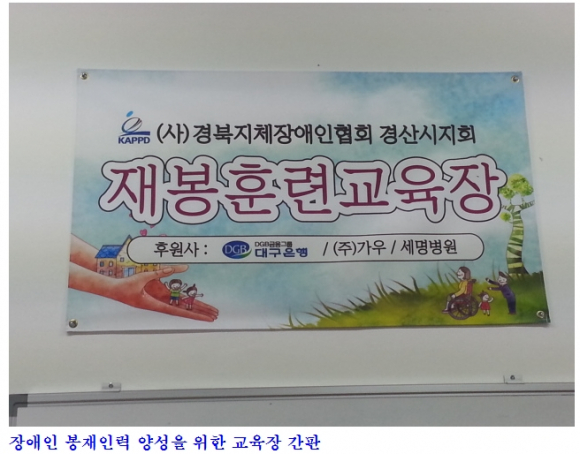 KAPPD (사)경북지체장애인협회 경산시지회
재봉훈련교육장
후원사 : DGB DGB금융그룹 대구은행 / (주)가우 / 세명병원
장애인 봉재인력 양성을 위한 교육장 간판